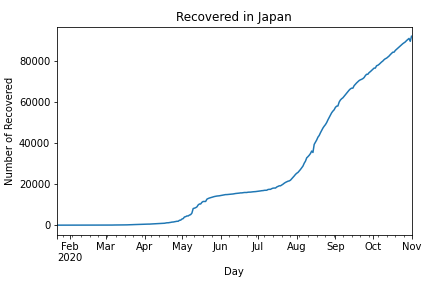 Recovered in Japan
Number of Recovered
80000
60000
40000
20000
0
Feb Mar Apr May Jun Jul Aug Sep Oct Nov
2020
Day